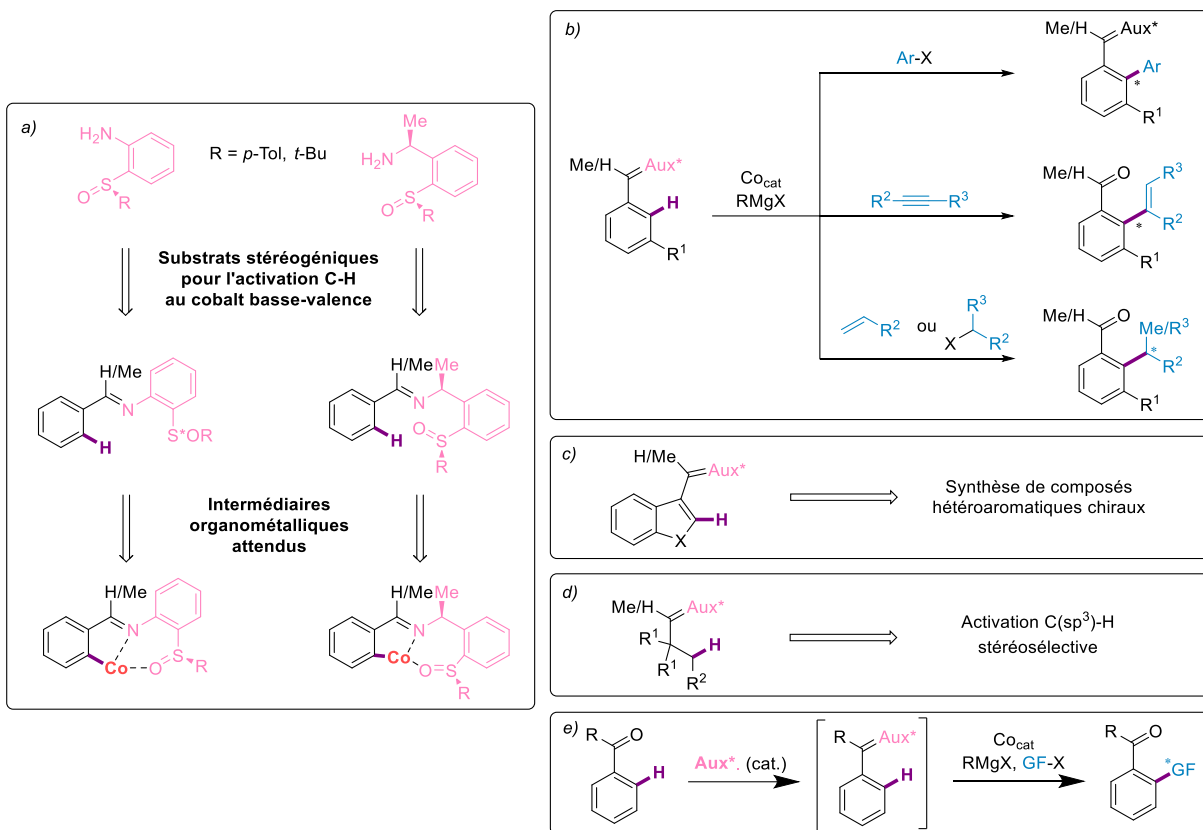 a)
H₂N
S
O
R
R = p-Tol, t-Bu
Me
H₂N
S
O
R
Substrats stéréogéniques
pour l'activation C-H
au cobalt basse-valence
H/Me
N
H
S*OR
H/Me
Me
N
H
O
S
R
Intermédiaires
organométalliques
attendus
H/Me
N
Co
O
S
R
H/Me
Me
N
Co
O
S
R
b)
Me/H
Aux*
H
R¹
Co_cat
RMgX
Ar-X
Me/H
Aux*
Ar
*
R¹
R²
R³
Me/H
O
R³
R²
*
R¹
R²
ou
R³
X
R²
Me/H
O
Me/R³
*
R²
R¹
c)
H/Me
Aux*
H
X
Synthèse de composés
hétéroaromatiques chiraux
d)
Me/H
Aux*
R¹
H
R¹
R²
Activation C(sp³)-H
stéréosélective
e)
R
O
H
Aux*. (cat.)
R
Aux*
H
Co_cat
RMgX, GF-X
R
O
*
GF